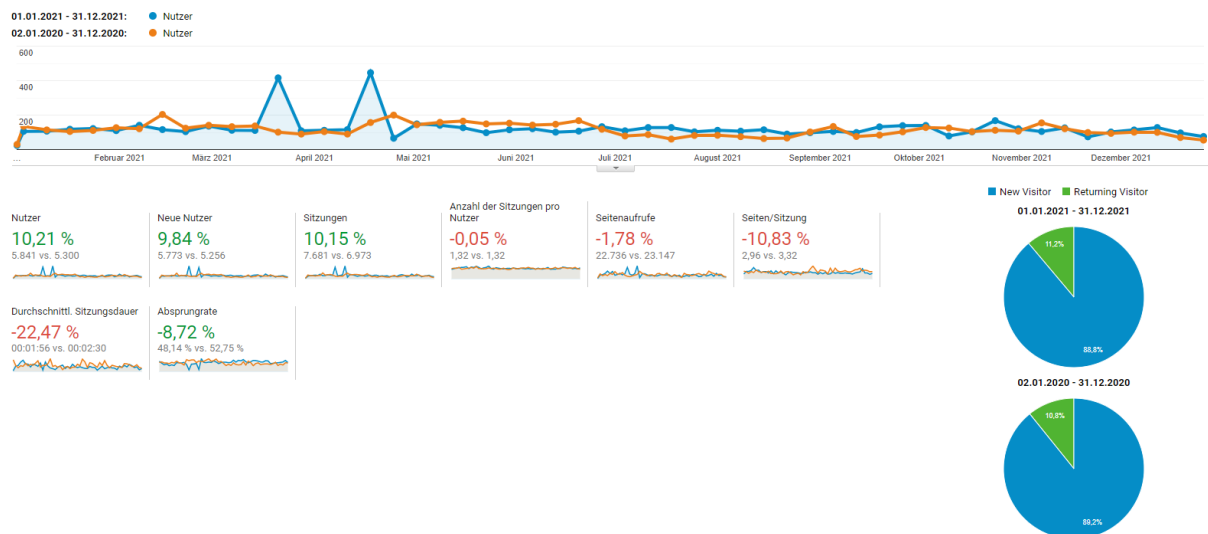 01.01.2021 - 31.12.2021: Nutzer
02.01.2020 - 31.12.2020: Nutzer
600
400
200
... Februar 2021 März 2021 April 2021 Mai 2021 Juni 2021 Juli 2021 August 2021 September 2021 Oktober 2021 November 2021 Dezember 2021
New Visitor Returning Visitor
01.01.2021 - 31.12.2021
11,2%
88,8%
Nutzer
10,21 %
5.841 vs. 5.300
Neue Nutzer
9,84 %
5.773 vs. 5.256
Sitzungen
10,15 %
7.681 vs. 6.973
Anzahl der Sitzungen pro
Nutzer
-0,05 %
1,32 vs. 1,32
Seitenaufrufe
-1,78 %
22.736 vs. 23.147
Seiten/Sitzung
-10,83 %
2,96 vs. 3,32
Durchschnittl. Sitzungsdauer
-22,47 %
00:01:56 vs. 00:02:30
Absprungrate
-8,72 %
48,14 % vs. 52,75 %
02.01.2020 - 31.12.2020
10,8%
89,2%